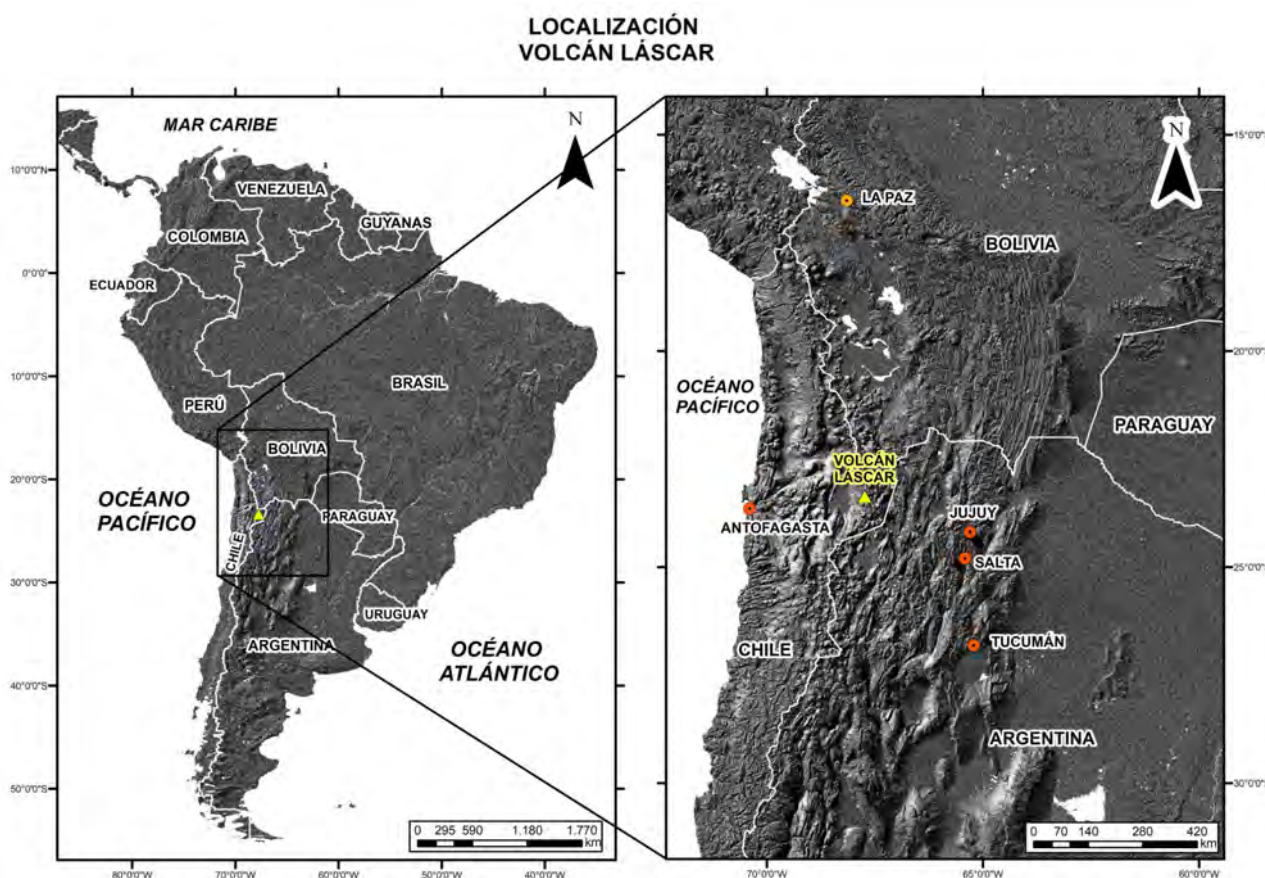 LOCALIZACIÓN
VOLCÁN LÁSCAR
MAR CARIBE
N
VENEZUELA
GUYANAS
COLOMBIA
ECUADOR
BRASIL
PERÚ
BOLIVIA
OCÉANO
PACÍFICO
PARAGUAY
CHILE
URUGUAY
ARGENTINA
OCÉANO
ATLÁNTICO
10°0'0"S
0°0'0"S
10°0'0"S
20°0'0"S
30°0'0"S
40°0'0"S
50°0'0"S
0 295 590 1.180 1.770
km
80°0'0"W 70°0'0"W 60°0'0"W 50°0'0"W 40°0'0"W
N
LA PAZ
BOLIVIA
OCÉANO
PACÍFICO
PARAGUAY
VOLCÁN
LÁSCAR
ANTOFAGASTA
JUJUY
SALTA
TUCUMÁN
CHILE
ARGENTINA
15°0'0"S
20°0'0"S
25°0'0"S
30°0'0"S
0 70 140 280 420
km
70°0'0"W 65°0'0"W 60°0'0"W